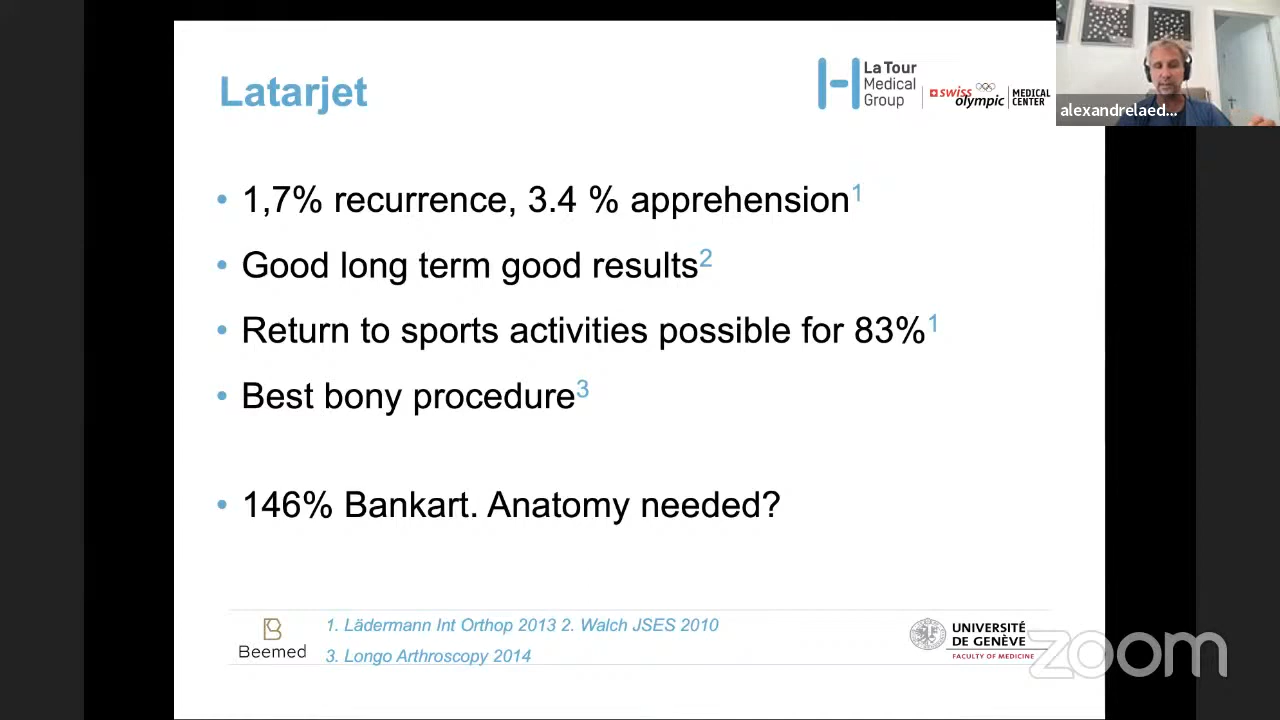 Latarjet
La Tour
Medical
Group
swiss
olympic
MEDICAL
CENTER
alexandrelaed...
• 1,7% recurrence, 3.4 % apprehension1
• Good long term good results2
• Return to sports activities possible for 83%1
• Best bony procedure3
• 146% Bankart. Anatomy needed?
Beemed
1. Lädermann Int Orthop 2013 2. Walch JSES 2010
3. Longo Arthroscopy 2014
UNIVERSITÉ
DE GENÈVE
FACULTY OF MEDICINE
zoom